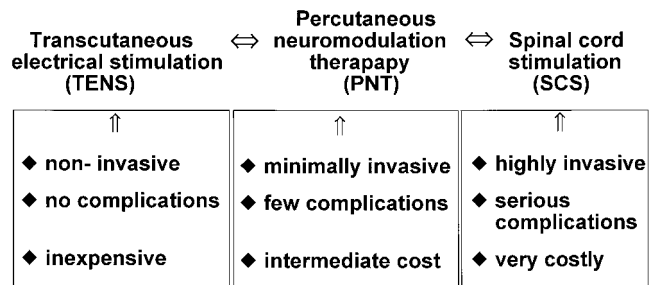 Transcutaneous
electrical stimulation
(TENS)
⇔
Percutaneous
neuromodulation
therapapy
(PNT)
⇔
Spinal cord
stimulation
(SCS)
⇑
◆ non- invasive
◆ no complications
◆ inexpensive
⇑
◆ minimally invasive
◆ few complications
◆ intermediate cost
⇑
◆ highly invasive
◆ serious
complications
◆ very costly